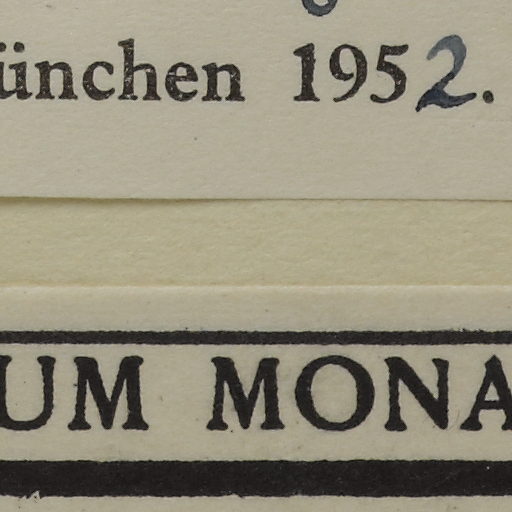 ünchen 1952.
UM MONA